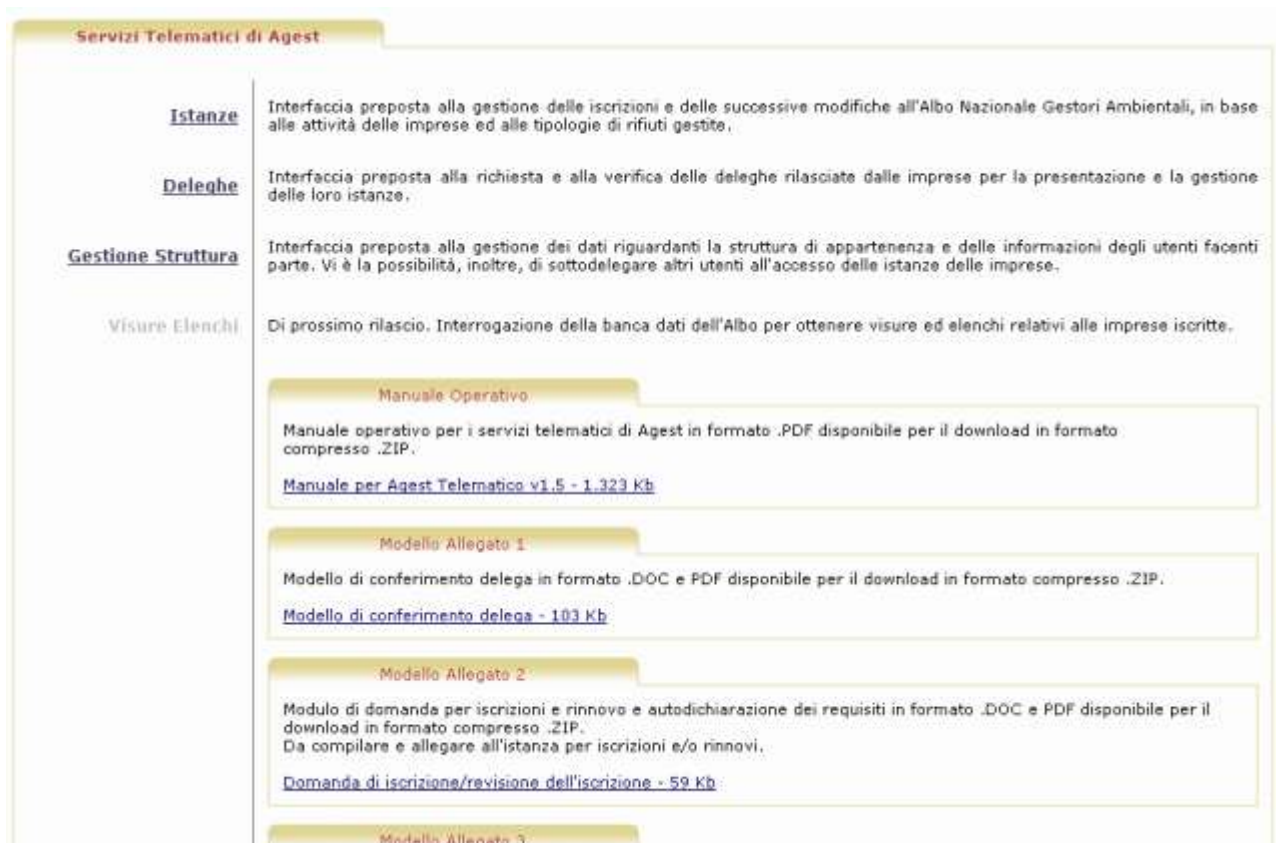 Servizi Telematici di Agest
Istanze
Interfaccia preposta alla gestione delle iscrizioni e delle successive modifiche all'Albo Nazionale Gestori Ambientali, in base
alle attività delle imprese ed alle tipologie di rifiuti gestite.
Deleghe
Interfaccia preposta alla richiesta e alla verifica delle deleghe rilasciate dalle imprese per la presentazione e la gestione
delle loro istanze.
Gestione Struttura
Interfaccia preposta alla gestione dei dati riguardanti la struttura di appartenenza e delle informazioni degli utenti facenti
parte. Vi è la possibilità, inoltre, di sottodelegare altri utenti all'accesso delle istanze delle imprese.
Visure Elenchi
Di prossimo rilascio. Interrogazione della banca dati dell'Albo per ottenere visure ed elenchi relativi alle imprese iscritte.
Manuale Operativo
Manuale operativo per i servizi telematici di Agest in formato .PDF disponibile per il download in formato
compresso .ZIP.
Manuale per Agest Telematico v1.5 - 1.323 Kb
Modello Allegato 1
Modello di conferimento delega in formato .DOC e PDF disponibile per il download in formato compresso .ZIP.
Modello di conferimento delega - 103 Kb
Modello Allegato 2
Modulo di domanda per iscrizioni e rinnovo e autodichiarazione dei requisiti in formato .DOC e PDF disponibile per il
download in formato compresso .ZIP.
Da compilare e allegare all'istanza per iscrizioni e/o rinnovi.
Domanda di iscrizione/revisione dell'iscrizione - 59 Kb
Modello Allegato 3